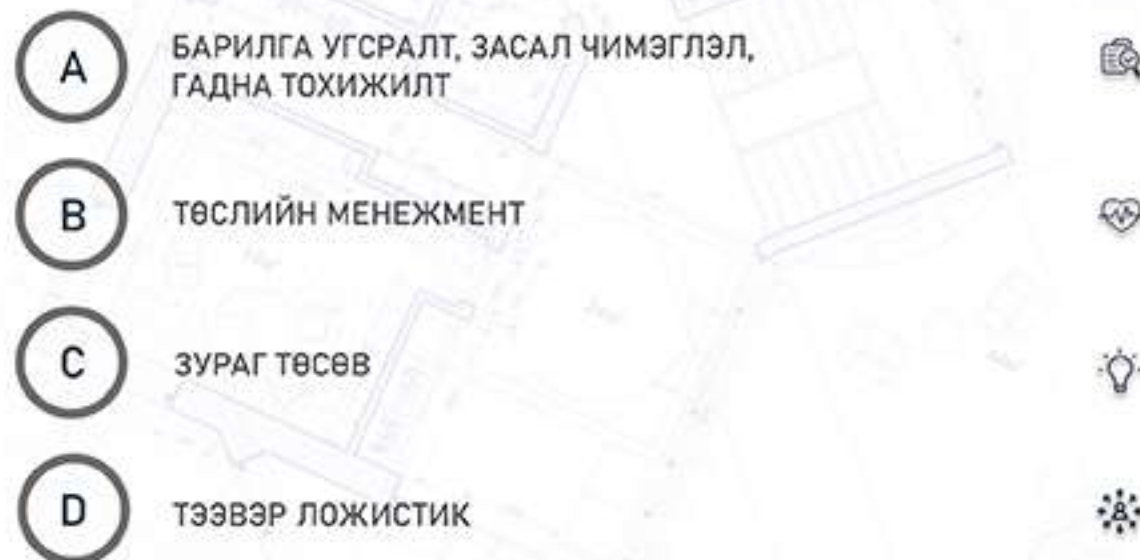 A
БАРИЛГА УГСРАЛТ, ЗАСАЛ ЧИМЭГЛЭЛ,
ГАДНА ТОХИЖИЛТ
B
ТӨСЛИЙН МЕНЕЖМЕНТ
C
ЗУРАГ ТӨСӨВ
D
ТЭЭВЭР ЛОЖИСТИК